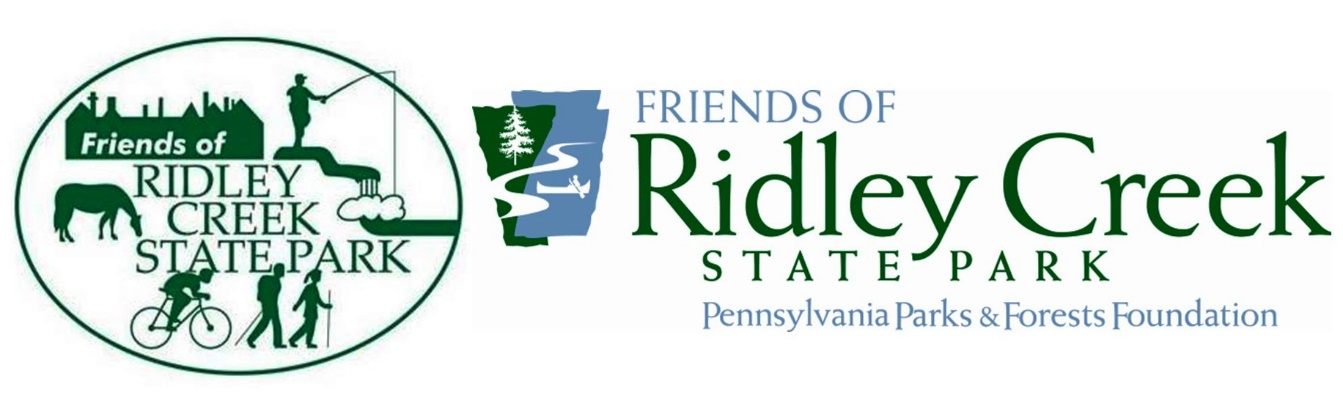 Friends of
RIDLEY
CREEK
STATE PARK
FRIENDS OF
Ridley Creek
STATE PARK
Pennsylvania Parks & Forests Foundation